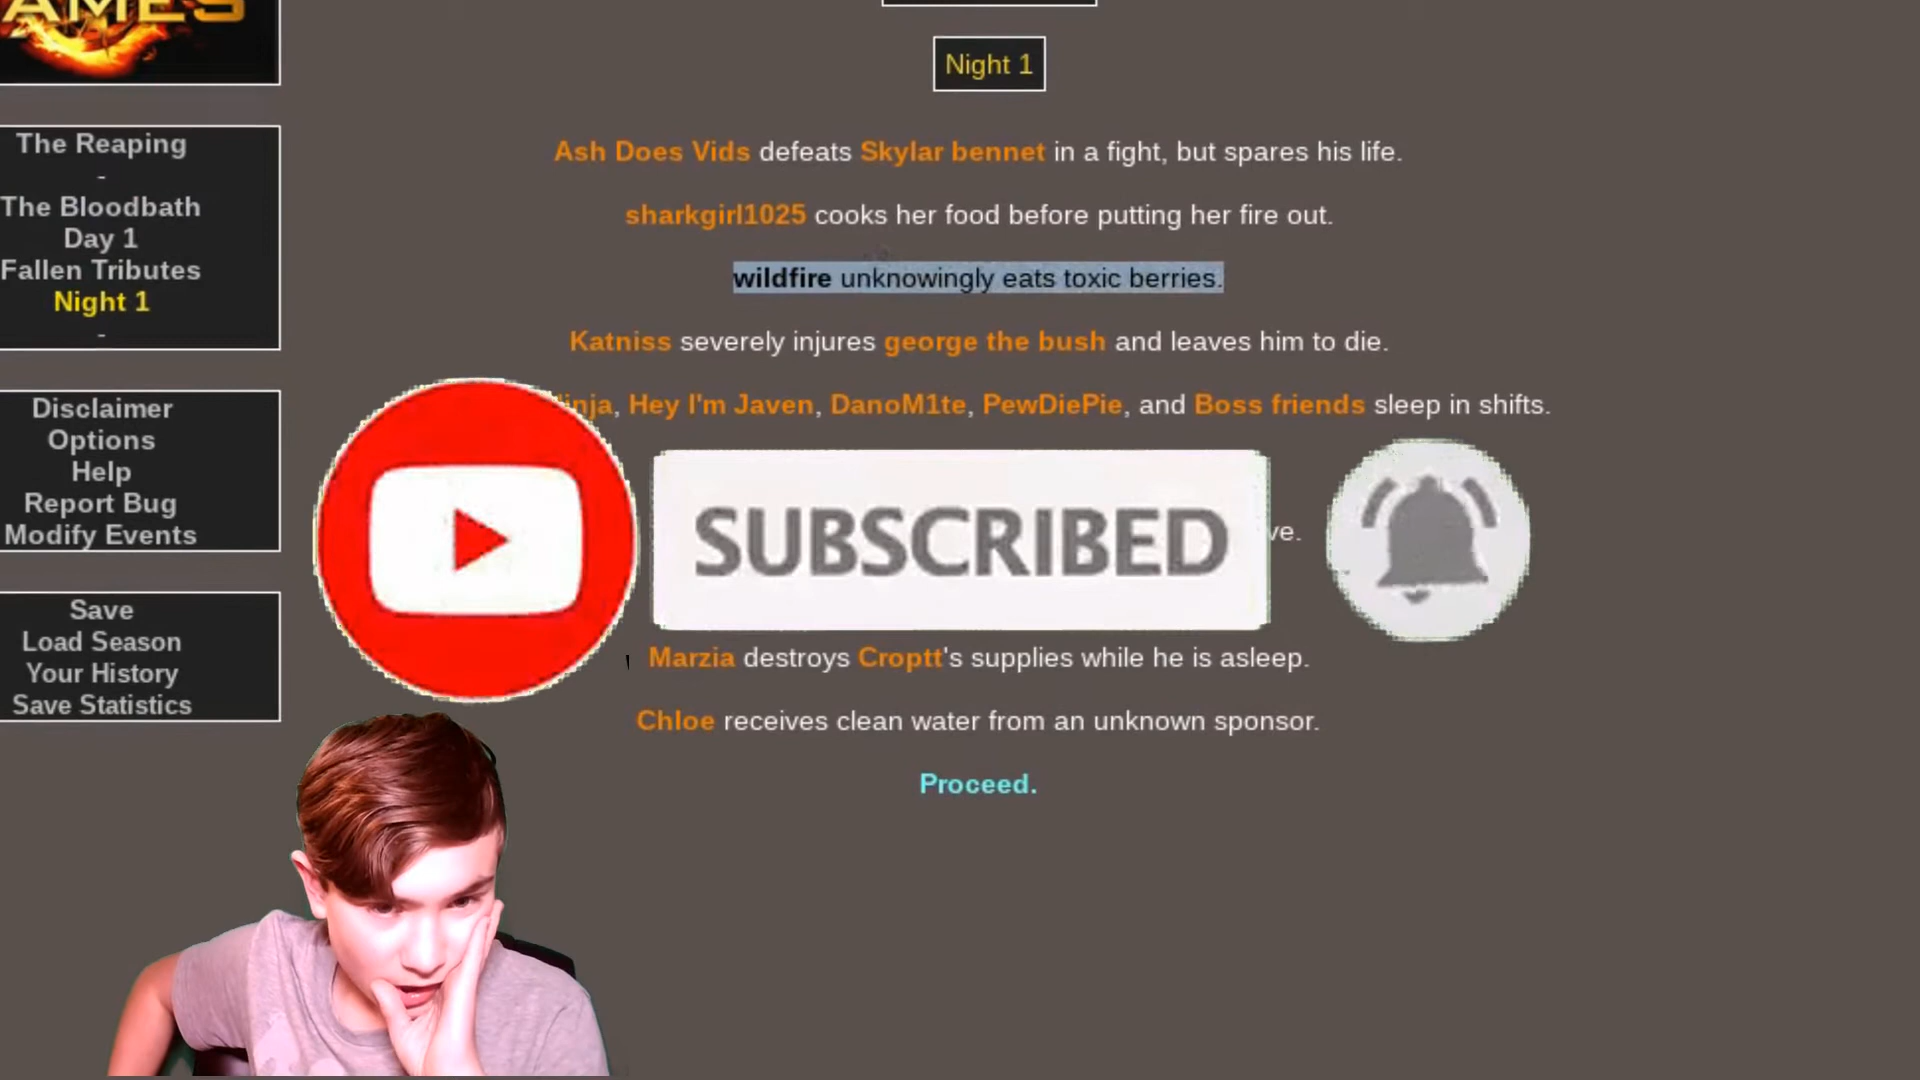 AMES
The Reaping
-
The Bloodbath
Day 1
Fallen Tributes
Night 1
-
Disclaimer
Options
Help
Report Bug
Modify Events
Save
Load Season
Your History
Save Statistics
Night 1
Ash Does Vids defeats Skylar bennet in a fight, but spares his life.
sharkgirl1025 cooks her food before putting her fire out.
wildfire unknowingly eats toxic berries.
Katniss severely injures george the bush and leaves him to die.
inja, Hey I'm Javen, DanoM1te, PewDiePie, and Boss friends sleep in shifts.
SUBSCRIBED
ve.
Marzia destroys Croptt's supplies while he is asleep.
Chloe receives clean water from an unknown sponsor.
Proceed.